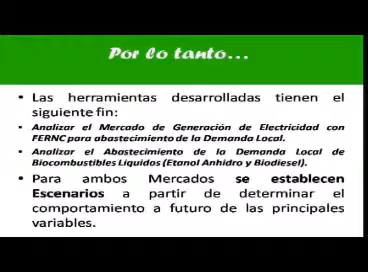 Por lo tanto...
• Las herramientas desarrolladas tienen el
siguiente fin:
• Analizar el Mercado de Generación de Electricidad con
FERNC para abastecimiento de la Demanda Local.
• Analizar el Abastecimiento de la Demanda Local de
Biocombustibles Liquidos (Etanol Anhidro y Biodiesel).
• Para ambos Mercados se establecen
Escenarios a partir de determinar el
comportamiento a futuro de las principales
variables.